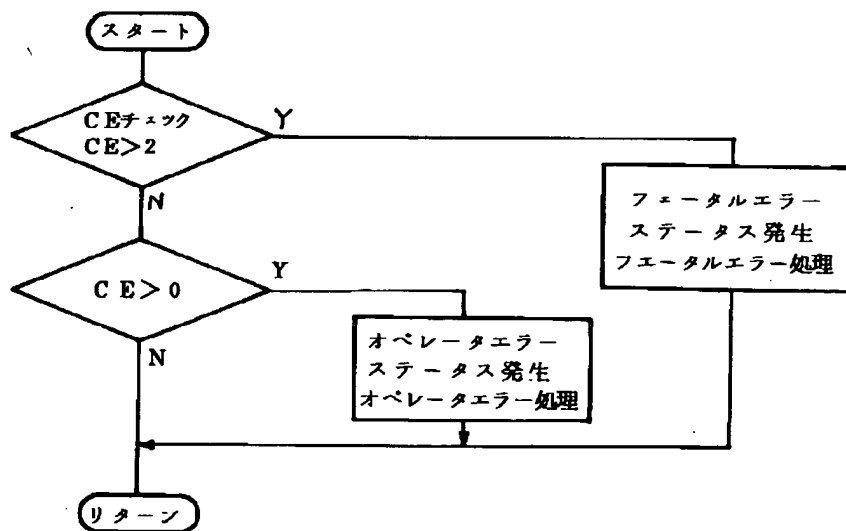 スタート
CEチェック
CE>2
Y
N
フェータルエラー
ステータス発生
フエータルエラー処理
CE>0
Y
N
オペレータエラー
ステータス発生
オペレータエラー処理
リターン